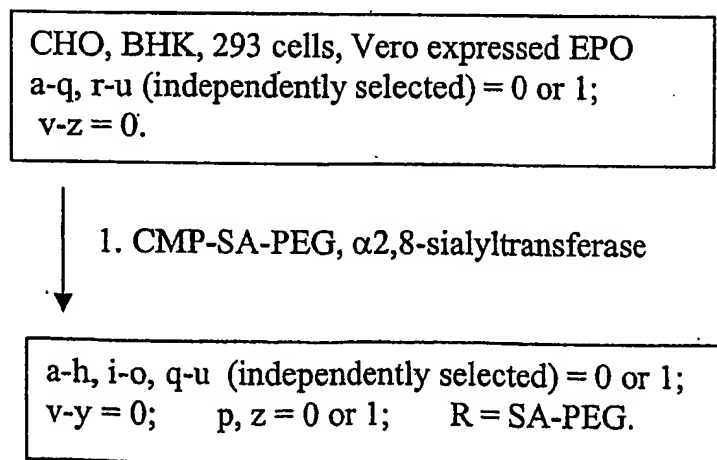 CHO, BHK, 293 cells, Vero expressed EPO
a-q, r-u (independently selected) = 0 or 1;
v-z = 0.
1. CMP-SA-PEG, α2,8-sialyltransferase
a-h, i-o, q-u (independently selected) = 0 or 1;
v-y = 0; p, z = 0 or 1; R = SA-PEG.